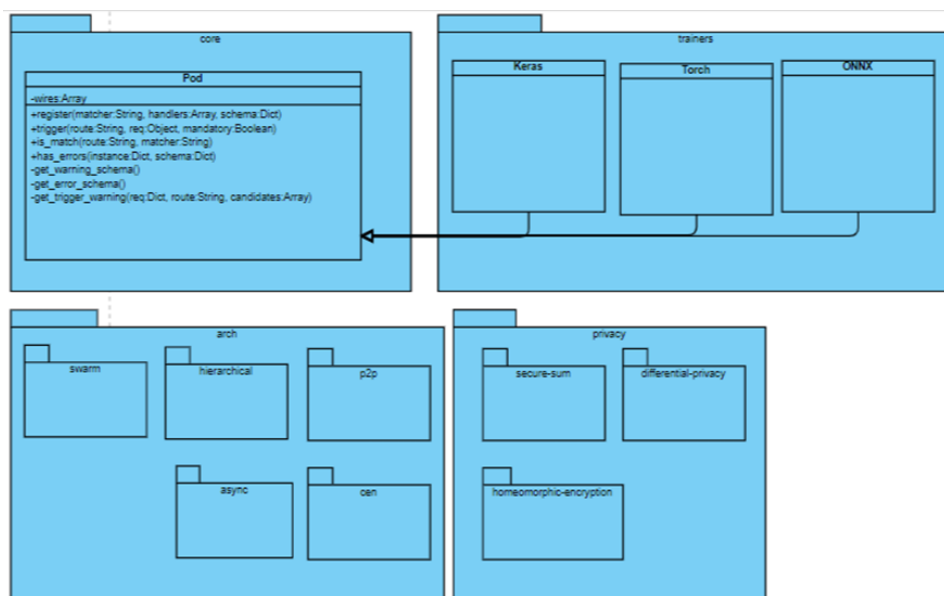 core
Pod
-wires:Array
+register(matcher:String, handlers:Array, schema:Dict)
+trigger(route:String, req:Object, mandatory:Boolean)
+is_match(route:String, matcher:String)
+has_errors(instance:Dict, schema:Dict)
-get_warning_schema()
-get_error_schema()
-get_trigger_warning(req:Dict, route:String, candidates:Array)
trainers
Keras
Torch
ONNX
arch
swarm
hierarchical
p2p
async
cen
privacy
secure-sum
differential-privacy
homeomorphic-encryption